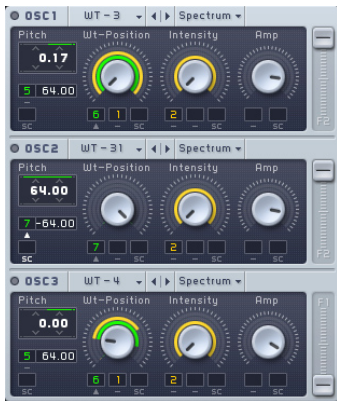 OSC1 WT-3 Spectrum
Pitch Wt-Position Intensity Amp
0.17
5 64.00 6 1 2
SC - SC - SC F2
OSC2 WT-31 Spectrum
Pitch Wt-Position Intensity Amp
64.00
7 -64.00 7 2
SC - SC - SC F2
OSC3 WT-4 Spectrum
Pitch Wt-Position Intensity Amp F1
0.00
5 64.00 6 1 2
SC - SC - SC